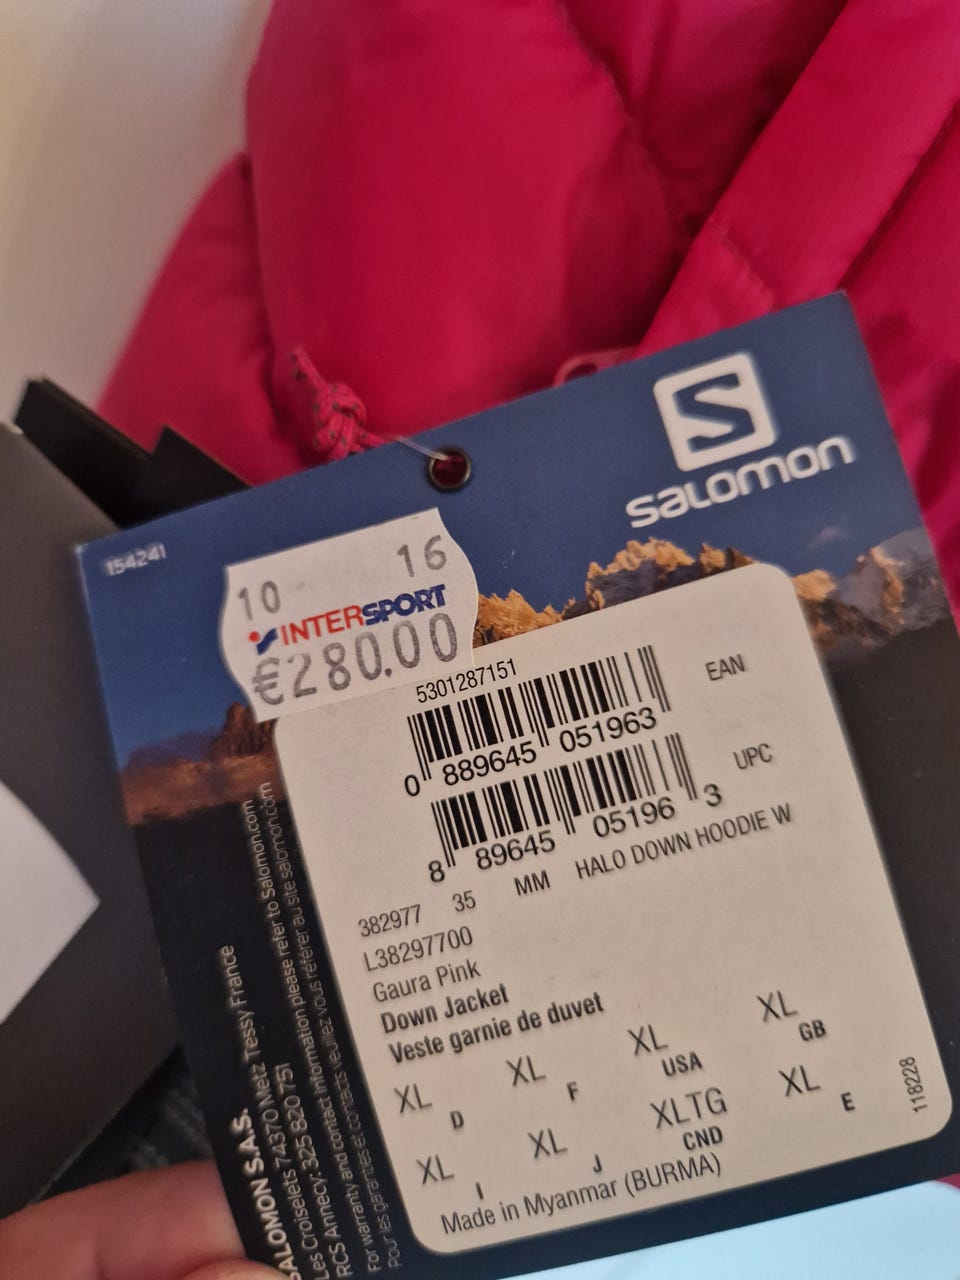 SALOMON
154241
10 16
INTERSPORT
€280.00
5301287151
EAN
0 889645 051963
UPC
8 89645 05196 3
382977 35 MM HALO DOWN HOODIE W
L38297700
Gaura Pink
Down Jacket
Veste garnie de duvet
XL D XL F XL USA XL GB
XL I XL J XLTG CND XL E
Made in Myanmar (BURMA)
118228
SALOMON S.A.S.
Les Croiselets 74370 Metz Tessy France
RCS Annecy: 325 820 751
For warranty and contact information please refer to Salomon.com
Pour les garanties et contacts veuillez vous référer au site salomon.com